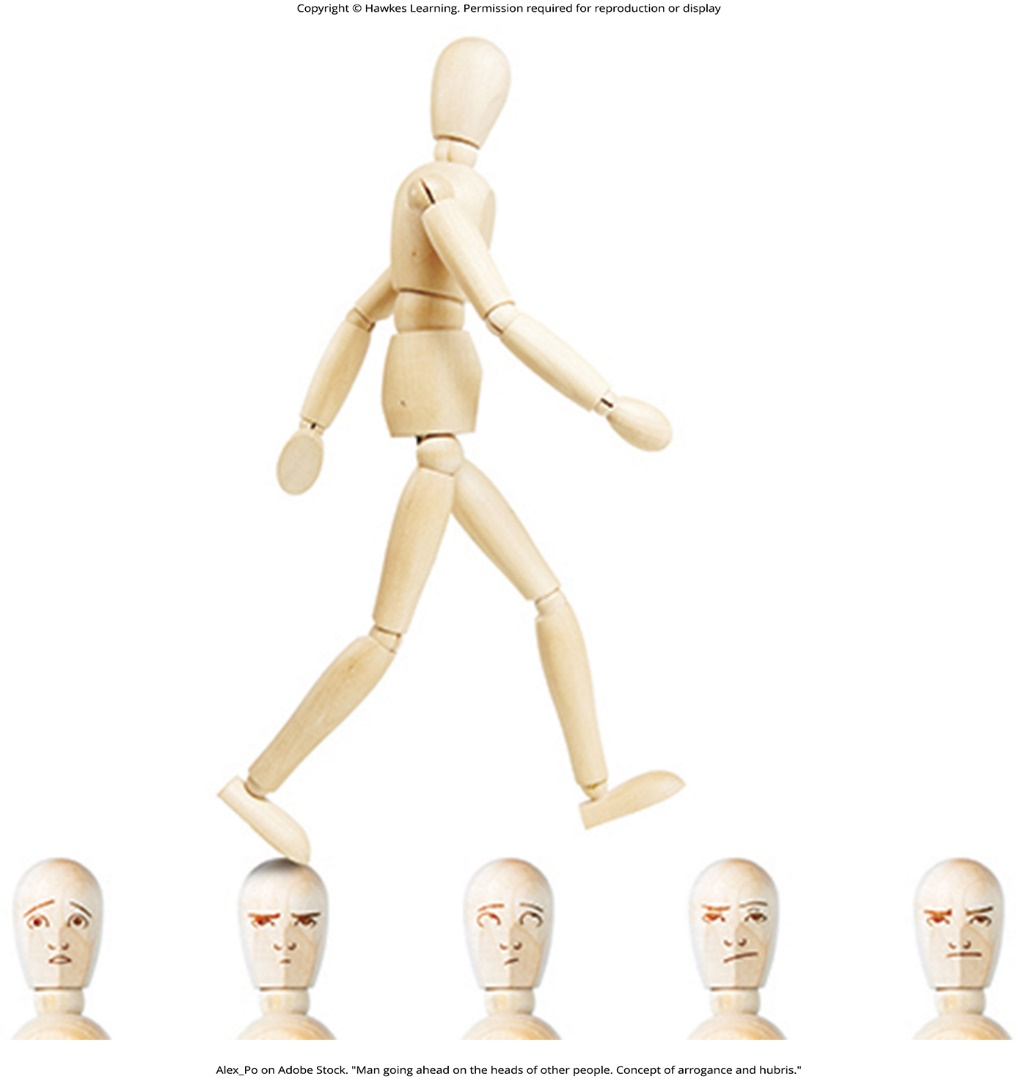 Copyright © Hawkes Learning. Permission required for reproduction or display
Alex_Po on Adobe Stock. "Man going ahead on the heads of other people. Concept of arrogance and hubris."